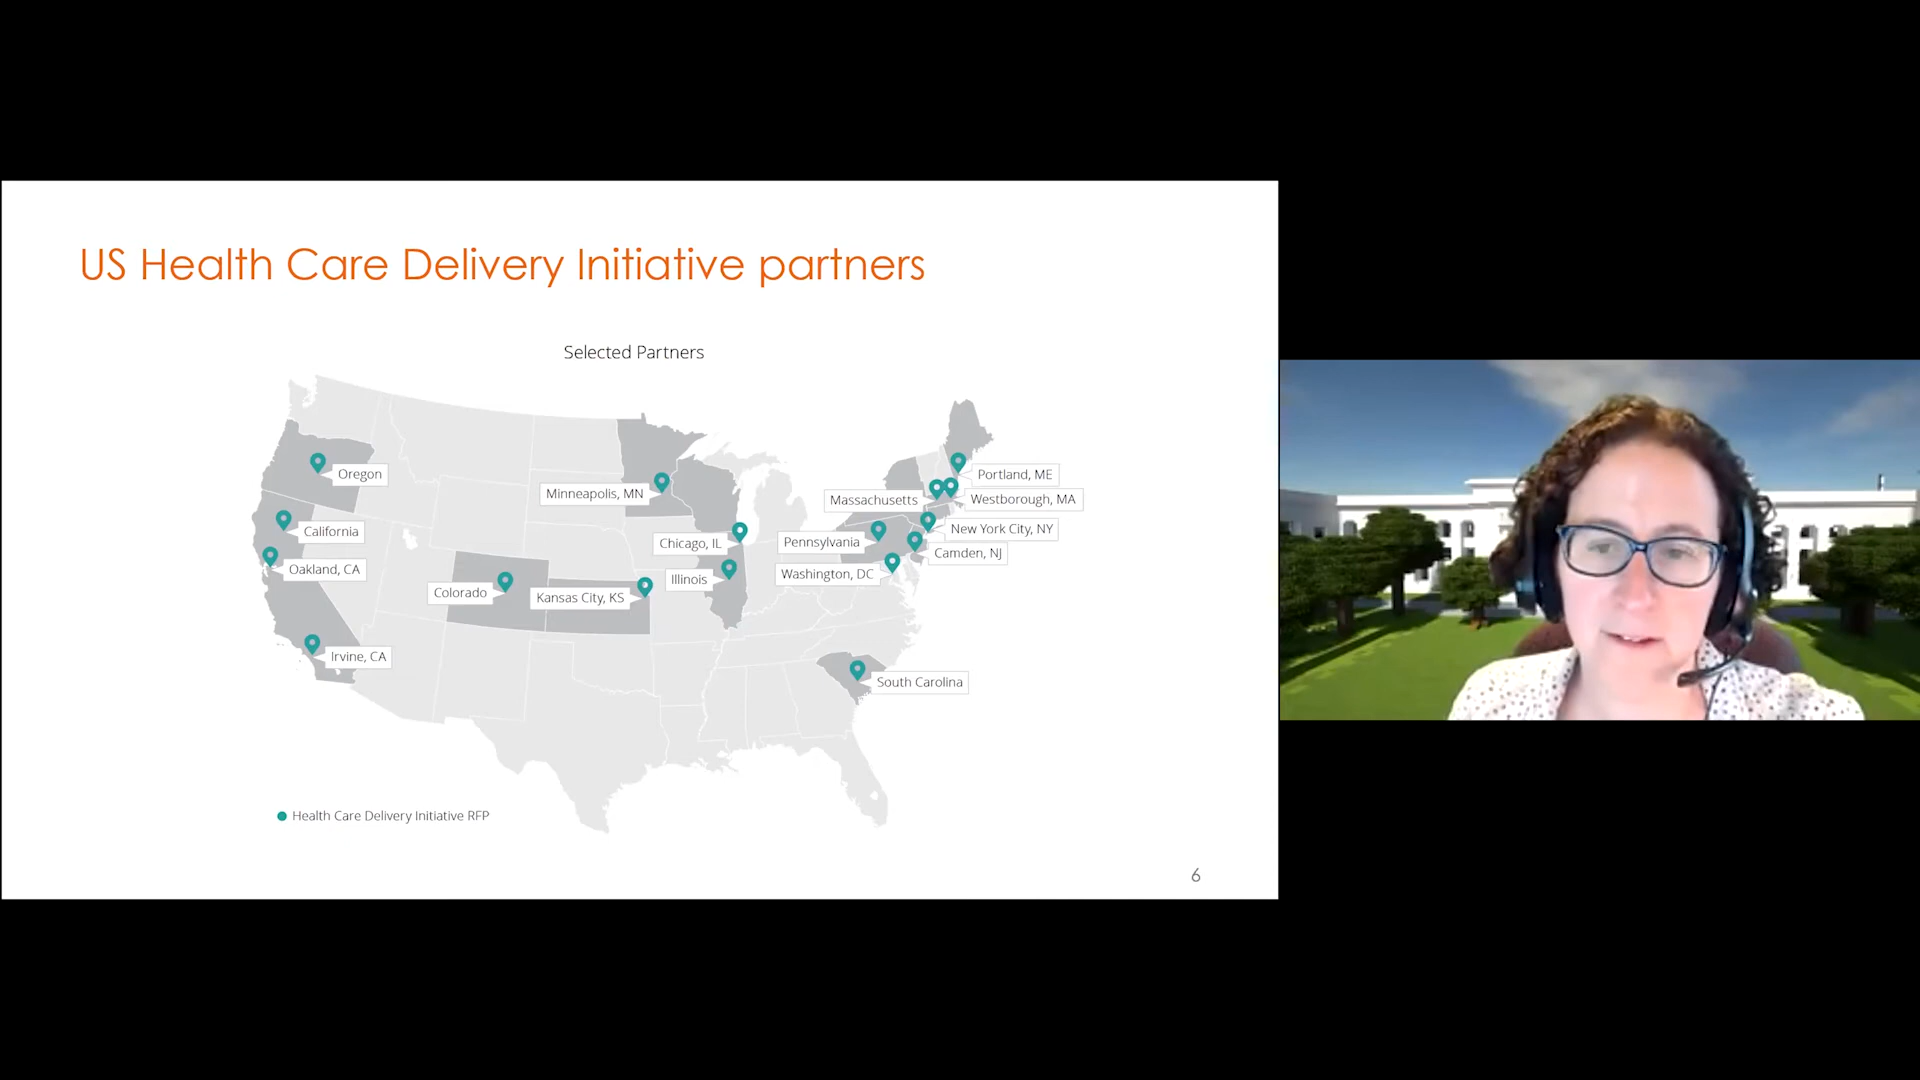 US Health Care Delivery Initiative partners
Selected Partners
Oregon
California
Oakland, CA
Irvine, CA
Colorado
Kansas City, KS
Minneapolis, MN
Chicago, IL
Illinois
Massachusetts
Pennsylvania
Washington, DC
Portland, ME
Westborough, MA
New York City, NY
Camden, NJ
South Carolina
Health Care Delivery Initiative RFP
6